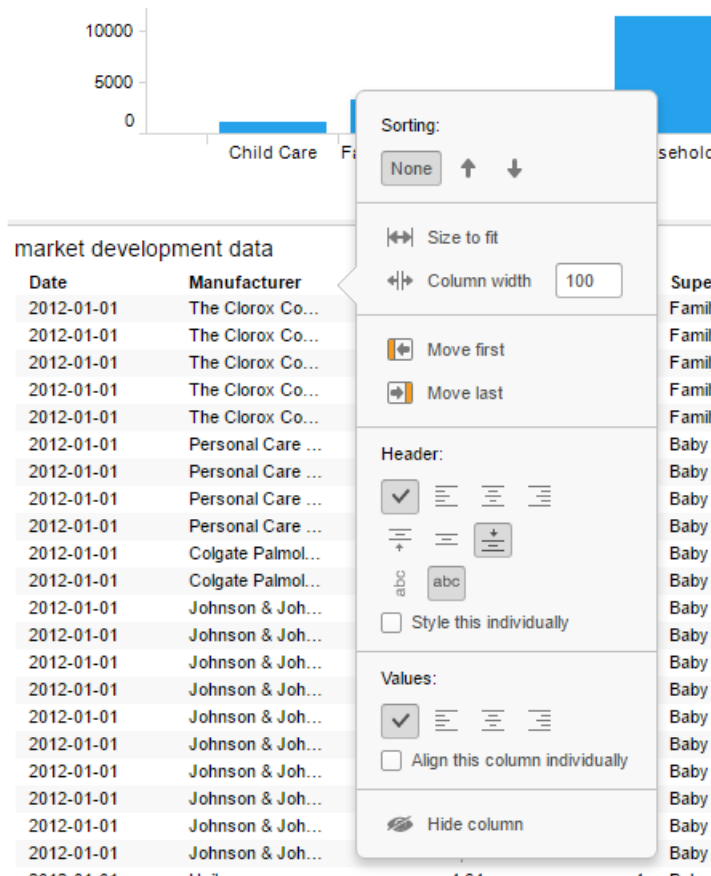 10000
5000
0
Child Care
Sorting:
None
Size to fit
Column width 100
Move first
Move last
Header:
abc
abc
Style this individually
Values:
Align this column individually
Hide column
market development data
Date Manufacturer
2012-01-01 The Clorox Co... Famil
2012-01-01 The Clorox Co... Famil
2012-01-01 The Clorox Co... Famil
2012-01-01 The Clorox Co... Famil
2012-01-01 The Clorox Co... Famil
2012-01-01 Personal Care ... Baby
2012-01-01 Personal Care ... Baby
2012-01-01 Personal Care ... Baby
2012-01-01 Personal Care ... Baby
2012-01-01 Colgate Palmol... Baby
2012-01-01 Colgate Palmol... Baby
2012-01-01 Johnson & Joh... Baby
2012-01-01 Johnson & Joh... Baby
2012-01-01 Johnson & Joh... Baby
2012-01-01 Johnson & Joh... Baby
2012-01-01 Johnson & Joh... Baby
2012-01-01 Johnson & Joh... Baby
2012-01-01 Johnson & Joh... Baby
2012-01-01 Johnson & Joh... Baby
2012-01-01 Johnson & Joh... Baby
2012-01-01 Johnson & Joh... Baby